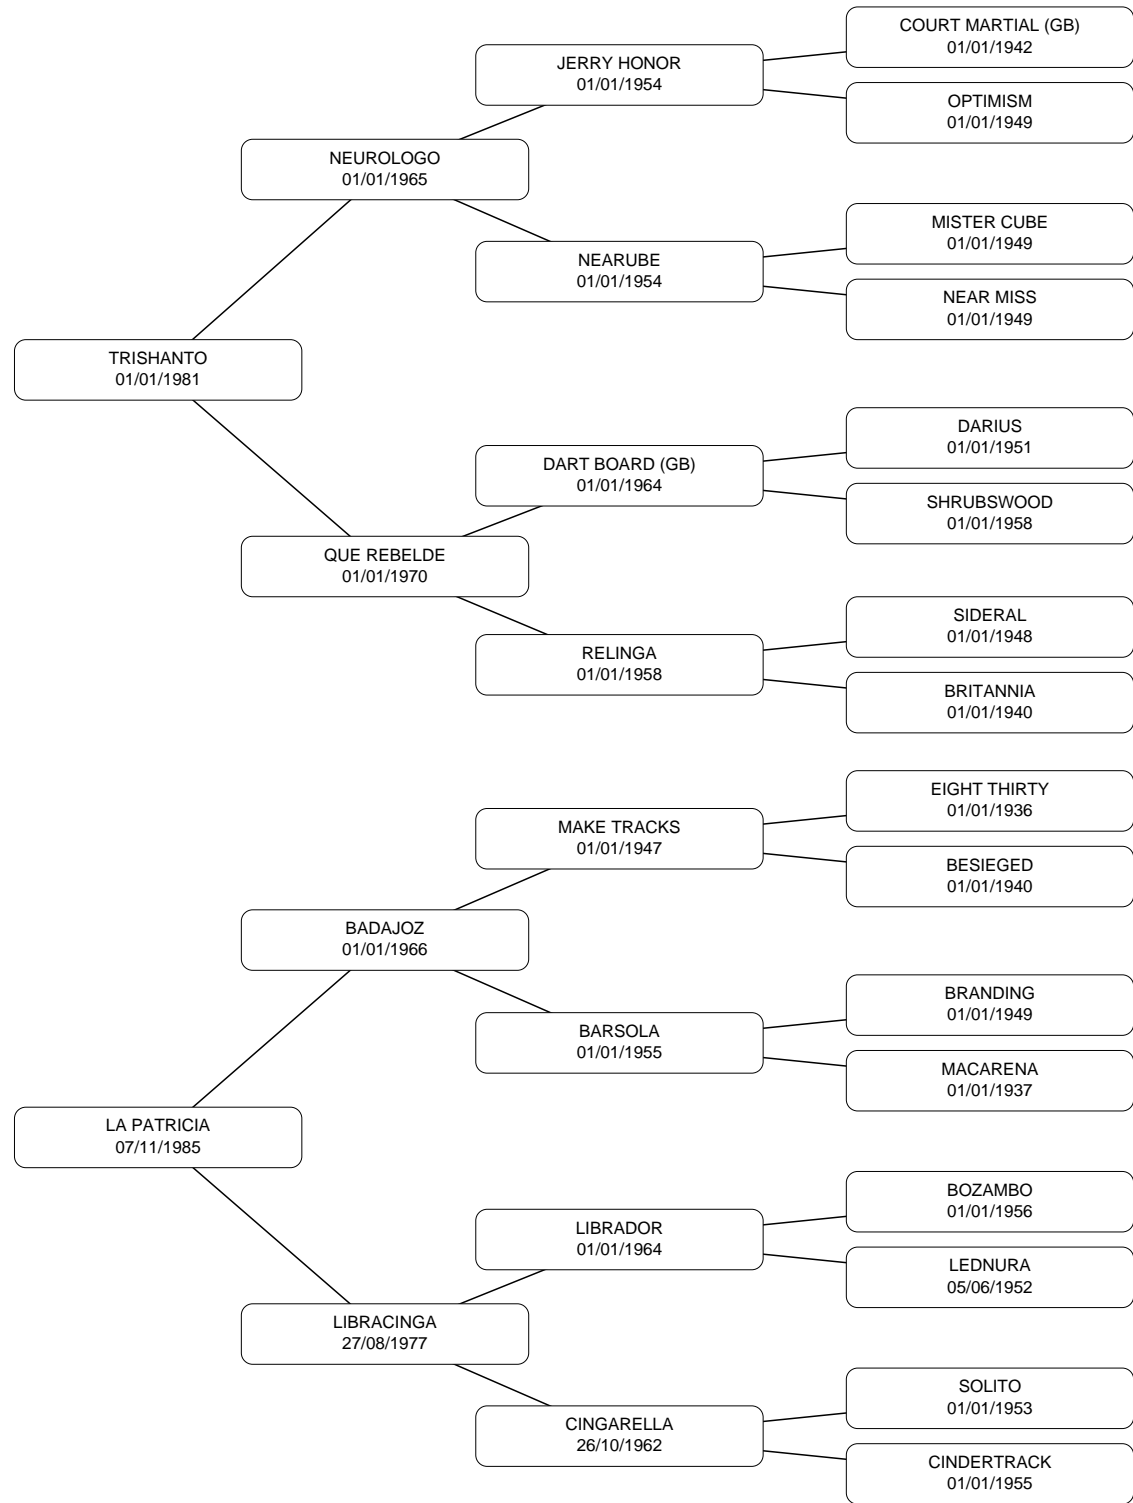 COURT MARTIAL (GB)
01/01/1942
JERRY HONOR
01/01/1954
OPTIMISM
01/01/1949
NEUROLOGO
01/01/1965
MISTER CUBE
01/01/1949
NEARUBE
01/01/1954
NEAR MISS
01/01/1949
TRISHANTO
01/01/1981
DARIUS
01/01/1951
DART BOARD (GB)
01/01/1964
SHRUBSWOOD
01/01/1958
QUE REBELDE
01/01/1970
SIDERAL
01/01/1948
RELINGA
01/01/1958
BRITANNIA
01/01/1940
EIGHT THIRTY
01/01/1936
MAKE TRACKS
01/01/1947
BESIEGED
01/01/1940
BADAJOZ
01/01/1966
BRANDING
01/01/1949
BARSOLA
01/01/1955
MACARENA
01/01/1937
LA PATRICIA
07/11/1985
BOZAMBO
01/01/1956
LIBRADOR
01/01/1964
LEDNURA
05/06/1952
LIBRACINGA
27/08/1977
SOLITO
01/01/1953
CINGARELLA
26/10/1962
CINDERTRACK
01/01/1955